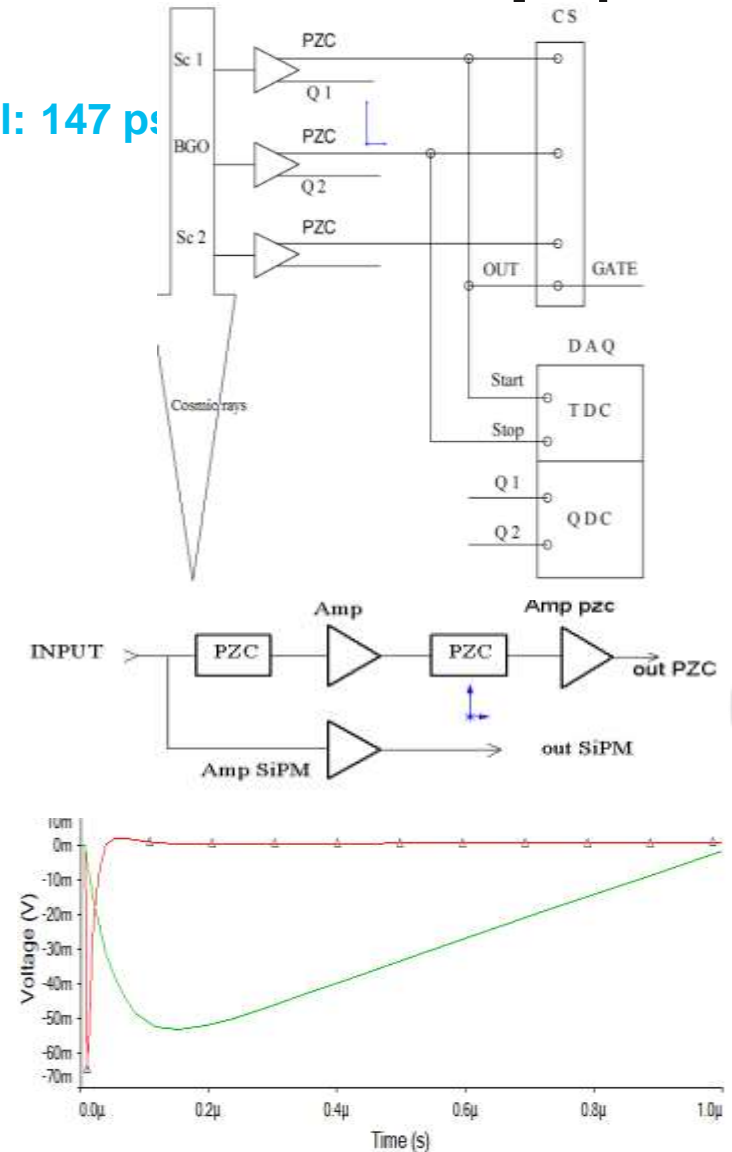 CS
PZC
Sc 1
Q 1
l: 147 ps
PZC
BGO
Q 2
PZC
Sc 2
OUT GATE
DAQ
Start
TDC
Cosmic rays
Stop
Q 1
QDC
Q 2
Amp Amp pzc
INPUT PZC PZC
out PZC
Amp SiPM out SiPM
10m
0m
-10m
-20m
-30m
-40m
-50m
-60m
-70m
Voltage (V)
0.0µ 0.2µ 0.4µ 0.6µ 0.8µ 1.0µ
Time (s)